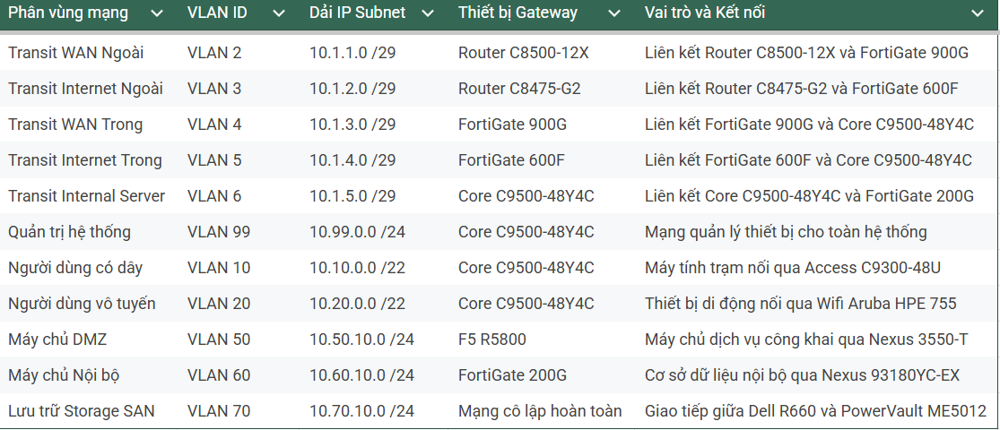 Phân vùng mạng VLAN ID Dải IP Subnet Thiết bị Gateway Vai trò và Kết nối
Transit WAN Ngoài VLAN 2 10.1.1.0 /29 Router C8500-12X Liên kết Router C8500-12X và FortiGate 900G
Transit Internet Ngoài VLAN 3 10.1.2.0 /29 Router C8475-G2 Liên kết Router C8475-G2 và FortiGate 600F
Transit WAN Trong VLAN 4 10.1.3.0 /29 FortiGate 900G Liên kết FortiGate 900G và Core C9500-48Y4C
Transit Internet Trong VLAN 5 10.1.4.0 /29 FortiGate 600F Liên kết FortiGate 600F và Core C9500-48Y4C
Transit Internal Server VLAN 6 10.1.5.0 /29 Core C9500-48Y4C Liên kết Core C9500-48Y4C và FortiGate 200G
Quản trị hệ thống VLAN 99 10.99.0.0 /24 Core C9500-48Y4C Mạng quản lý thiết bị cho toàn hệ thống
Người dùng có dây VLAN 10 10.10.0.0 /22 Core C9500-48Y4C Máy tính trạm nối qua Access C9300-48U
Người dùng vô tuyến VLAN 20 10.20.0.0 /22 Core C9500-48Y4C Thiết bị di động nối qua Wifi Aruba HPE 755
Máy chủ DMZ VLAN 50 10.50.10.0 /24 F5 R5800 Máy chủ dịch vụ công khai qua Nexus 3550-T
Máy chủ Nội bộ VLAN 60 10.60.10.0 /24 FortiGate 200G Cơ sở dữ liệu nội bộ qua Nexus 93180YC-EX
Lưu trữ Storage SAN VLAN 70 10.70.10.0 /24 Mạng cô lập hoàn toàn Giao tiếp giữa Dell R660 và PowerVault ME5012